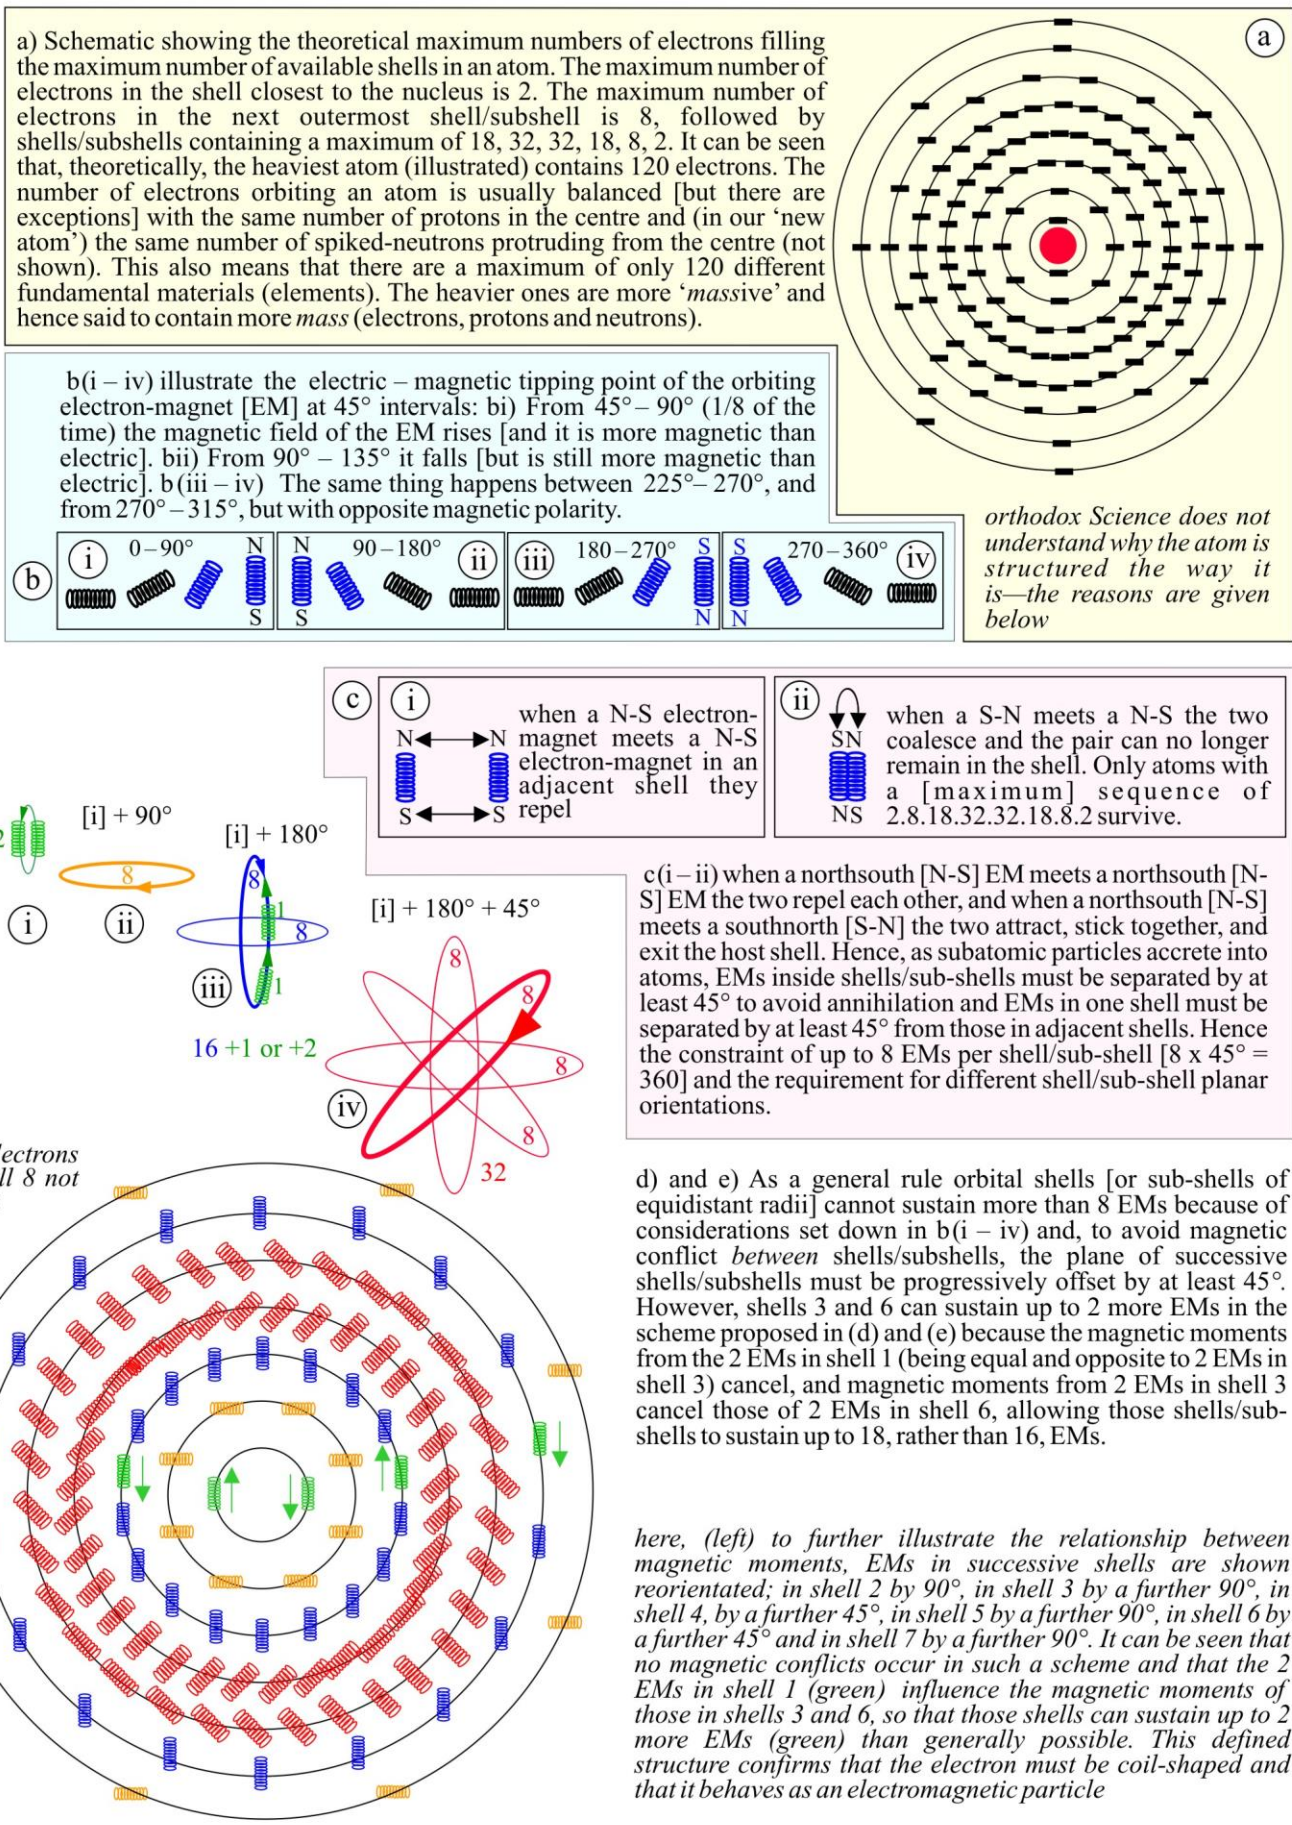 a
a) Schematic showing the theoretical maximum numbers of electrons filling
the maximum number of available shells in an atom. The maximum number of
electrons in the shell closest to the nucleus is 2. The maximum number of
electrons in the next outermost shell/subshell is 8, followed by
shells/subshells containing a maximum of 18, 32, 32, 18, 8, 2. It can be seen
that, theoretically, the heaviest atom (illustrated) contains 120 electrons. The
number of electrons orbiting an atom is usually balanced [but there are
exceptions] with the same number of protons in the centre and (in our ‘new
atom’) the same number of spiked-neutrons protruding from the centre (not
shown). This also means that there are a maximum of only 120 different
fundamental materials (elements). The heavier ones are more ‘massive’ and
hence said to contain more mass (electrons, protons and neutrons).
b(i – iv) illustrate the electric – magnetic tipping point of the orbiting
electron-magnet [EM] at 45° intervals: bi) From 45° – 90° (1/8 of the
time) the magnetic field of the EM rises [and it is more magnetic than
electric]. bii) From 90° – 135° it falls [but is still more magnetic than
electric]. b(iii – iv) The same thing happens between 225° – 270°, and
from 270° – 315°, but with opposite magnetic polarity.
orthodox Science does not
understand why the atom is
structured the way it
is—the reasons are given
below
b
i 0 – 90° N S
N S 90 – 180° ii
iii 180 – 270° S N
S N 270 – 360° iv
c
i
when a N-S electron-
magnet meets a N-S
electron-magnet in an
adjacent shell they
repel
N N
S S
ii
when a S-N meets a N-S the two
coalesce and the pair can no longer
remain in the shell. Only atoms with
a [maximum] sequence of
2.8.18.32.32.18.8.2 survive.
SN
NS
c(i – ii) when a northsouth [N-S] EM meets a northsouth [N-
S] EM the two repel each other, and when a northsouth [N-S]
meets a southnorth [S-N] the two attract, stick together, and
exit the host shell. Hence, as subatomic particles accrete into
atoms, EMs inside shells/sub-shells must be separated by at
least 45° to avoid annihilation and EMs in one shell must be
separated by at least 45° from those in adjacent shells. Hence
the constraint of up to 8 EMs per shell/sub-shell [8 x 45° =
360] and the requirement for different shell/sub-shell planar
orientations.
2
i
[i] + 90°
8
ii
[i] + 180°
8
1
8
1
iii
16 +1 or +2
[i] + 180° + 45°
8
8
8
8
iv
32
lectrons
ll 8 not
d) and e) As a general rule orbital shells [or sub-shells of
equidistant radii] cannot sustain more than 8 EMs because of
considerations set down in b(i – iv) and, to avoid magnetic
conflict between shells/subshells, the plane of successive
shells/subshells must be progressively offset by at least 45°.
However, shells 3 and 6 can sustain up to 2 more EMs in the
scheme proposed in (d) and (e) because the magnetic moments
from the 2 EMs in shell 1 (being equal and opposite to 2 EMs in
shell 3) cancel, and magnetic moments from 2 EMs in shell 3
cancel those of 2 EMs in shell 6, allowing those shells/sub-
shells to sustain up to 18, rather than 16, EMs.
here, (left) to further illustrate the relationship between
magnetic moments, EMs in successive shells are shown
reorientated; in shell 2 by 90°, in shell 3 by a further 90°, in
shell 4, by a further 45°, in shell 5 by a further 90°, in shell 6 by
a further 45° and in shell 7 by a further 90°. It can be seen that
no magnetic conflicts occur in such a scheme and that the 2
EMs in shell 1 (green) influence the magnetic moments of
those in shells 3 and 6, so that those shells can sustain up to 2
more EMs (green) than generally possible. This defined
structure confirms that the electron must be coil-shaped and
that it behaves as an electromagnetic particle